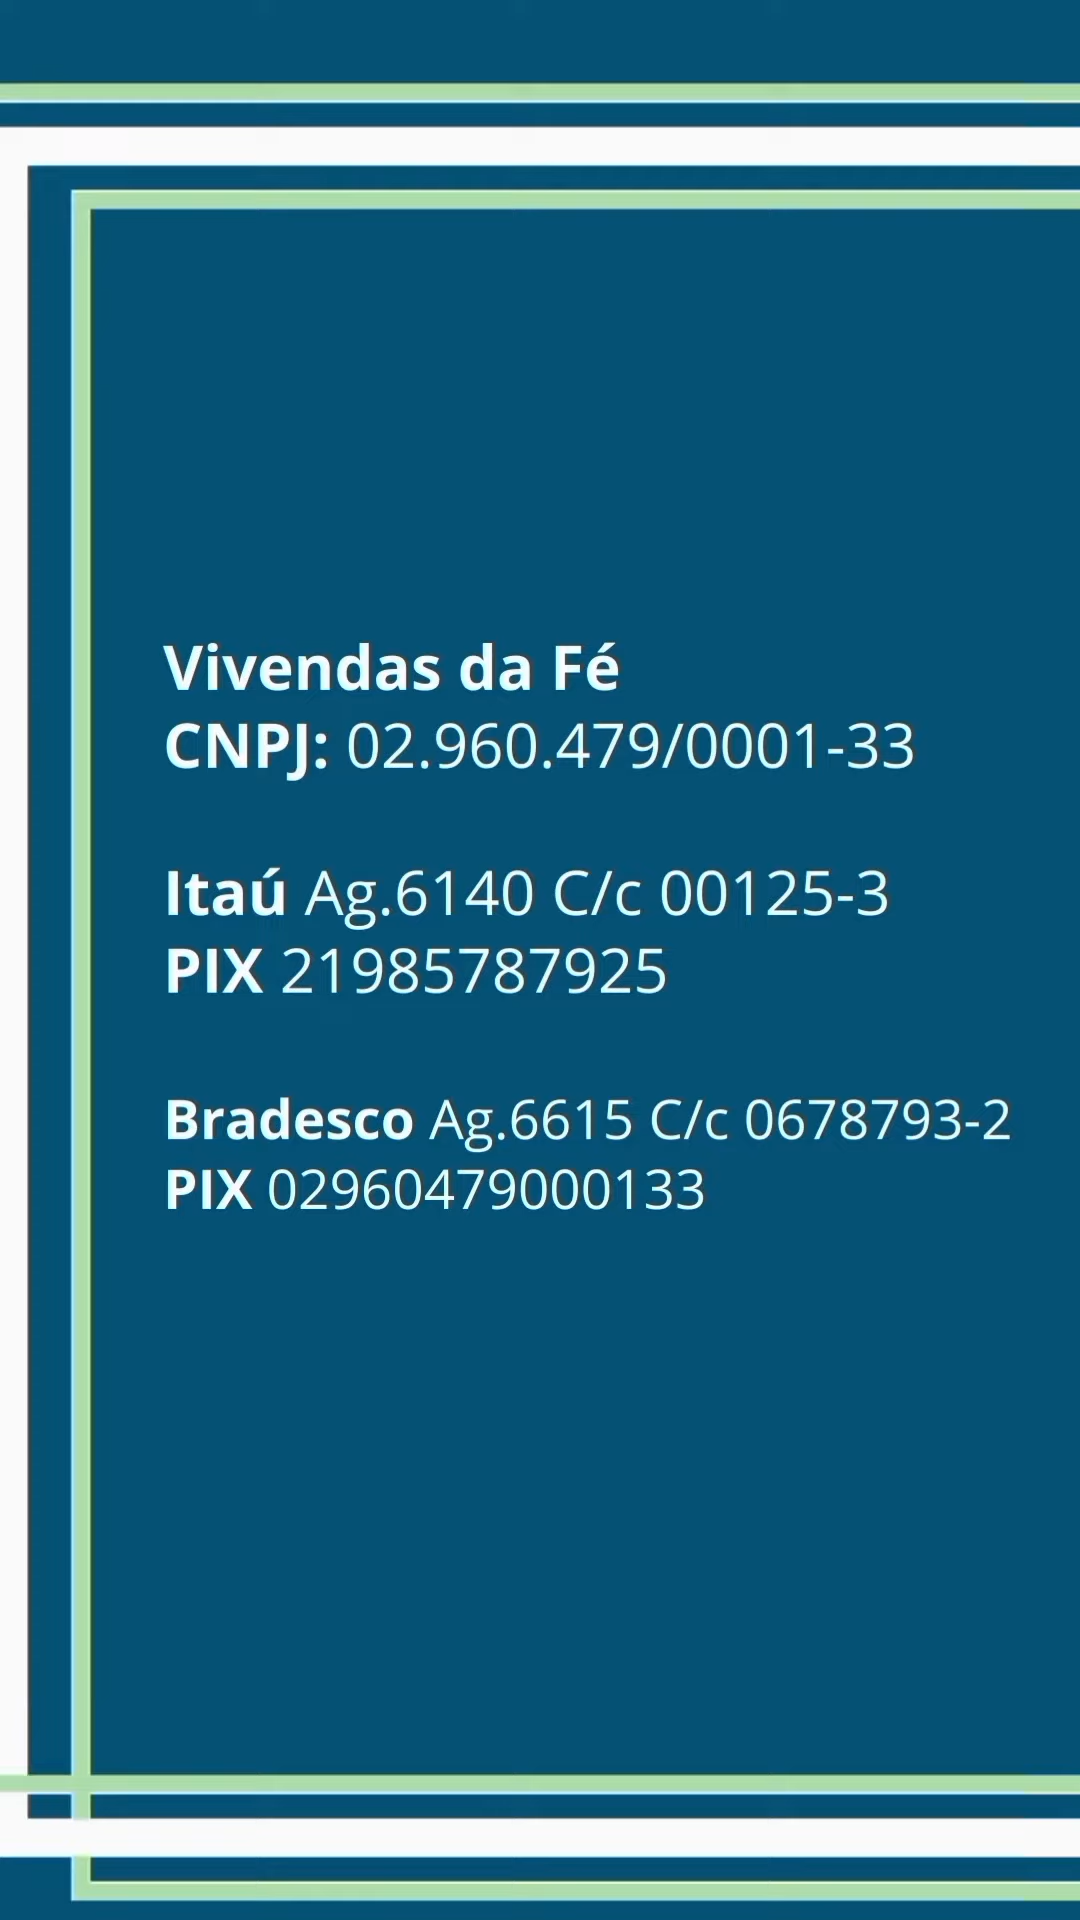 Vivendas da Fé
CNPJ: 02.960.479/0001-33
Itaú Ag.6140 C/c 00125-3
PIX 21985787925
Bradesco Ag.6615 C/c 0678793-2
PIX 02960479000133